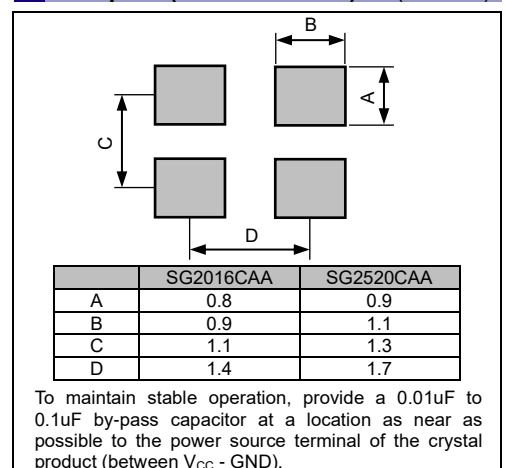 B
A
C
D
SG2016CAA SG2520CAA
A 0.8 0.9
B 0.9 1.1
C 1.1 1.3
D 1.4 1.7
To maintain stable operation, provide a 0.01uF to
0.1uF by-pass capacitor at a location as near as
possible to the power source terminal of the crystal
product (between VCC - GND).